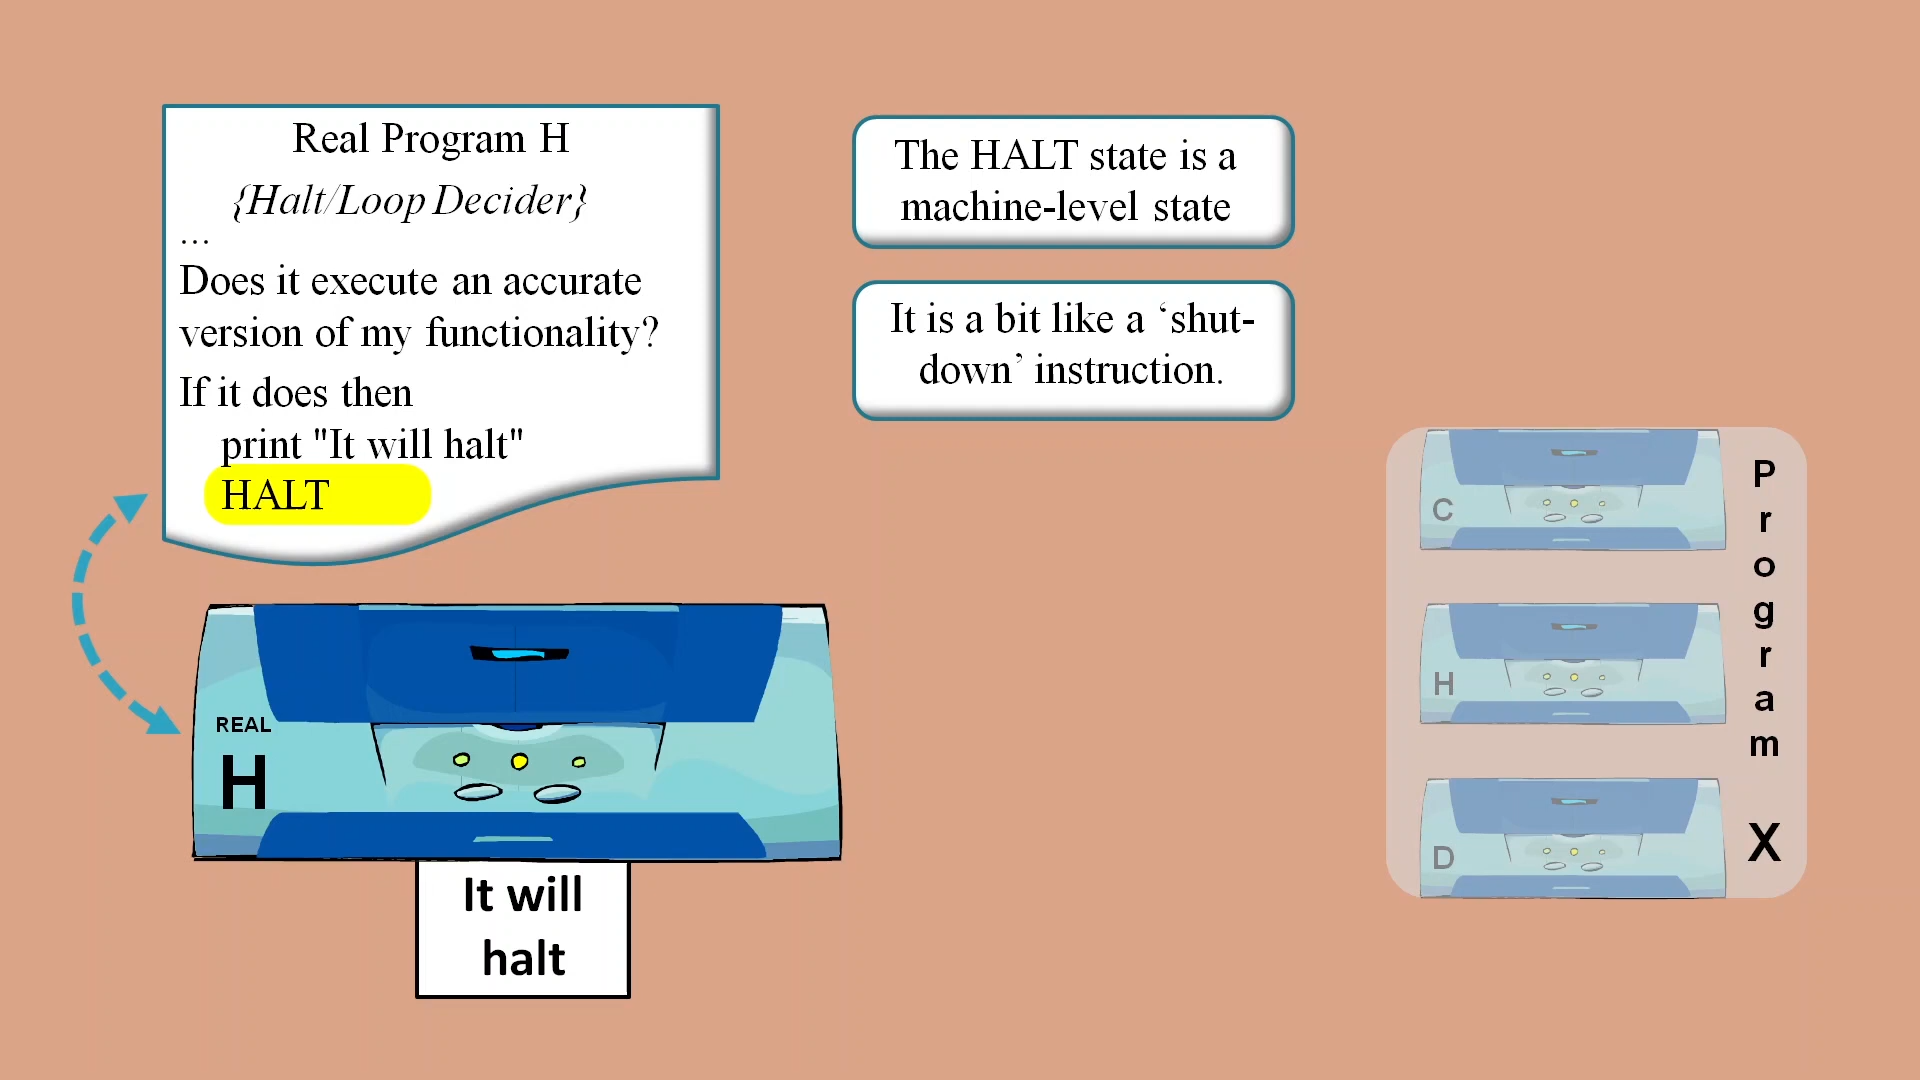 Real Program H
{Halt/Loop Decider}
...
Does it execute an accurate
version of my functionality?
If it does then
print "It will halt"
HALT
The HALT state is a
machine-level state
It is a bit like a ‘shut-
down’ instruction.
REAL
H
It will
halt
C
H
D
Program
X